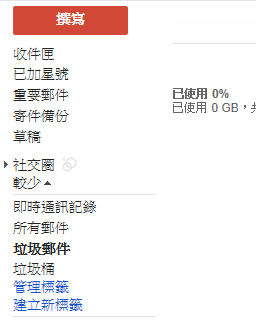 撰寫
收件匣
已加星號
重要郵件
寄件備份
草稿
社交圈
較少
即時通訊記錄
所有郵件
垃圾郵件
垃圾桶
管理標籤
建立新標籤
已使用 0%
已使用 0 GB，共